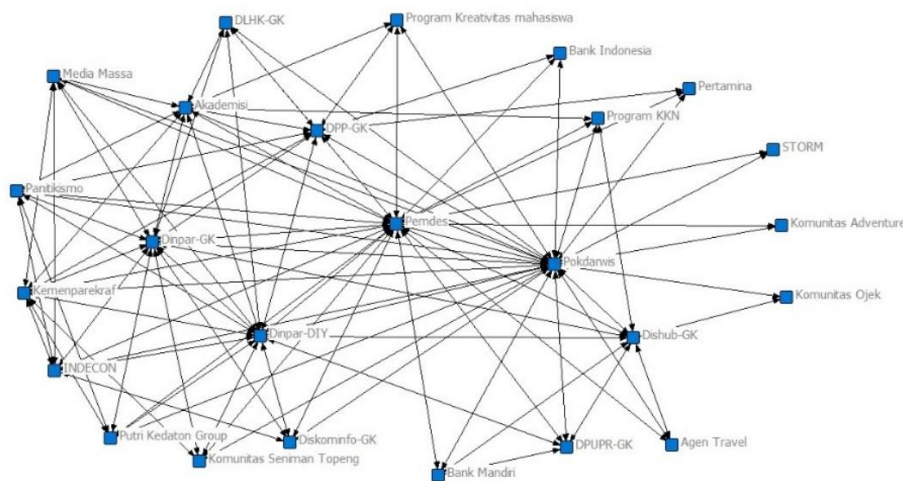 DLHK-GK
Program Kreativitas mahasiswa
Bank Indonesia
Media Massa
Pertamina
Akademisi
Program KKN
DPP-GK
STORM
Panitikismo
Pemdes
Komunitas Adventure
Dinpar-GK
Pokdarwis
Kemenparekraf
Komunitas Ojek
Dinpar-DIY
Dishub-GK
INDECON
Putri Kedaton Group
Diskominfo-GK
DPUPR-GK
Agen Travel
Komunitas Seniman Topeng
Bank Mandiri